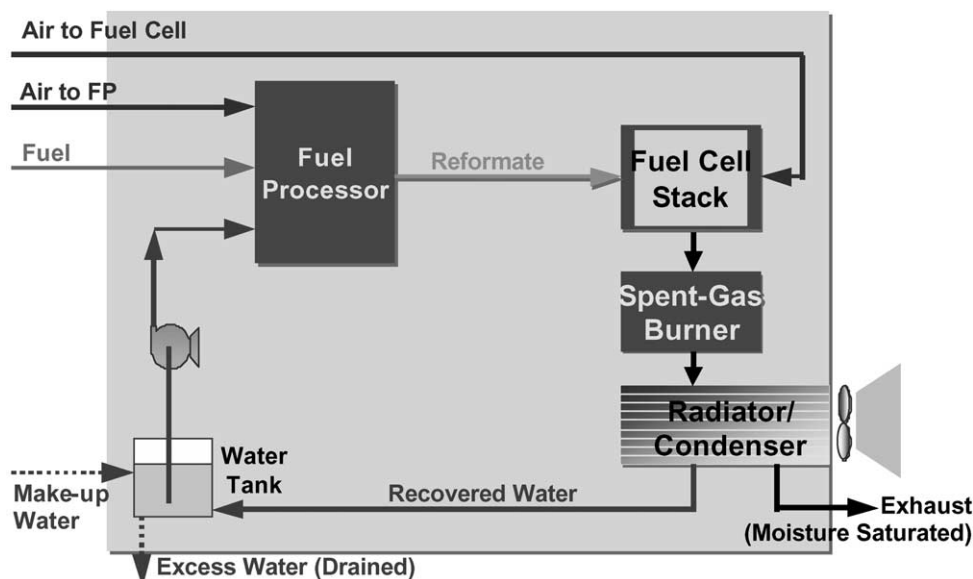 Air to Fuel Cell
Air to FP
Fuel
Fuel
Processor
Reformate
Fuel Cell
Stack
Spent-Gas
Burner
Radiator/
Condenser
Water
Tank
Make-up
Water
Recovered Water
Exhaust
(Moisture Saturated)
Excess Water (Drained)